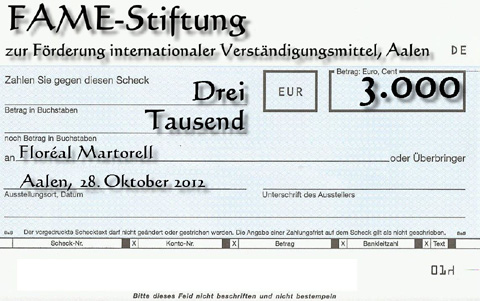 FAME-Stiftung
zur Förderung internationaler Verständigungsmittel, Aalen DE
Zahlen Sie gegen diesen Scheck
Betrag: Euro, Cent
Drei EUR 3.000
Betrag in Buchstaben
Tausend
noch Betrag in Buchstaben
an Floréal Martorell oder Überbringer
Aalen, 28. Oktober 2012
Ausstellungsort, Datum Unterschrift des Ausstellers
Der vorgedruckte Schecktext darf nicht geändert oder gestrichen werden. Die Angabe einer Zahlungsfrist auf dem Scheck gilt als nicht geschrieben.
Scheck-Nr. X Konto-Nr. X Betrag X Bankleitzahl X Text
Bitte dieses Feld nicht beschriften und nicht bestempeln